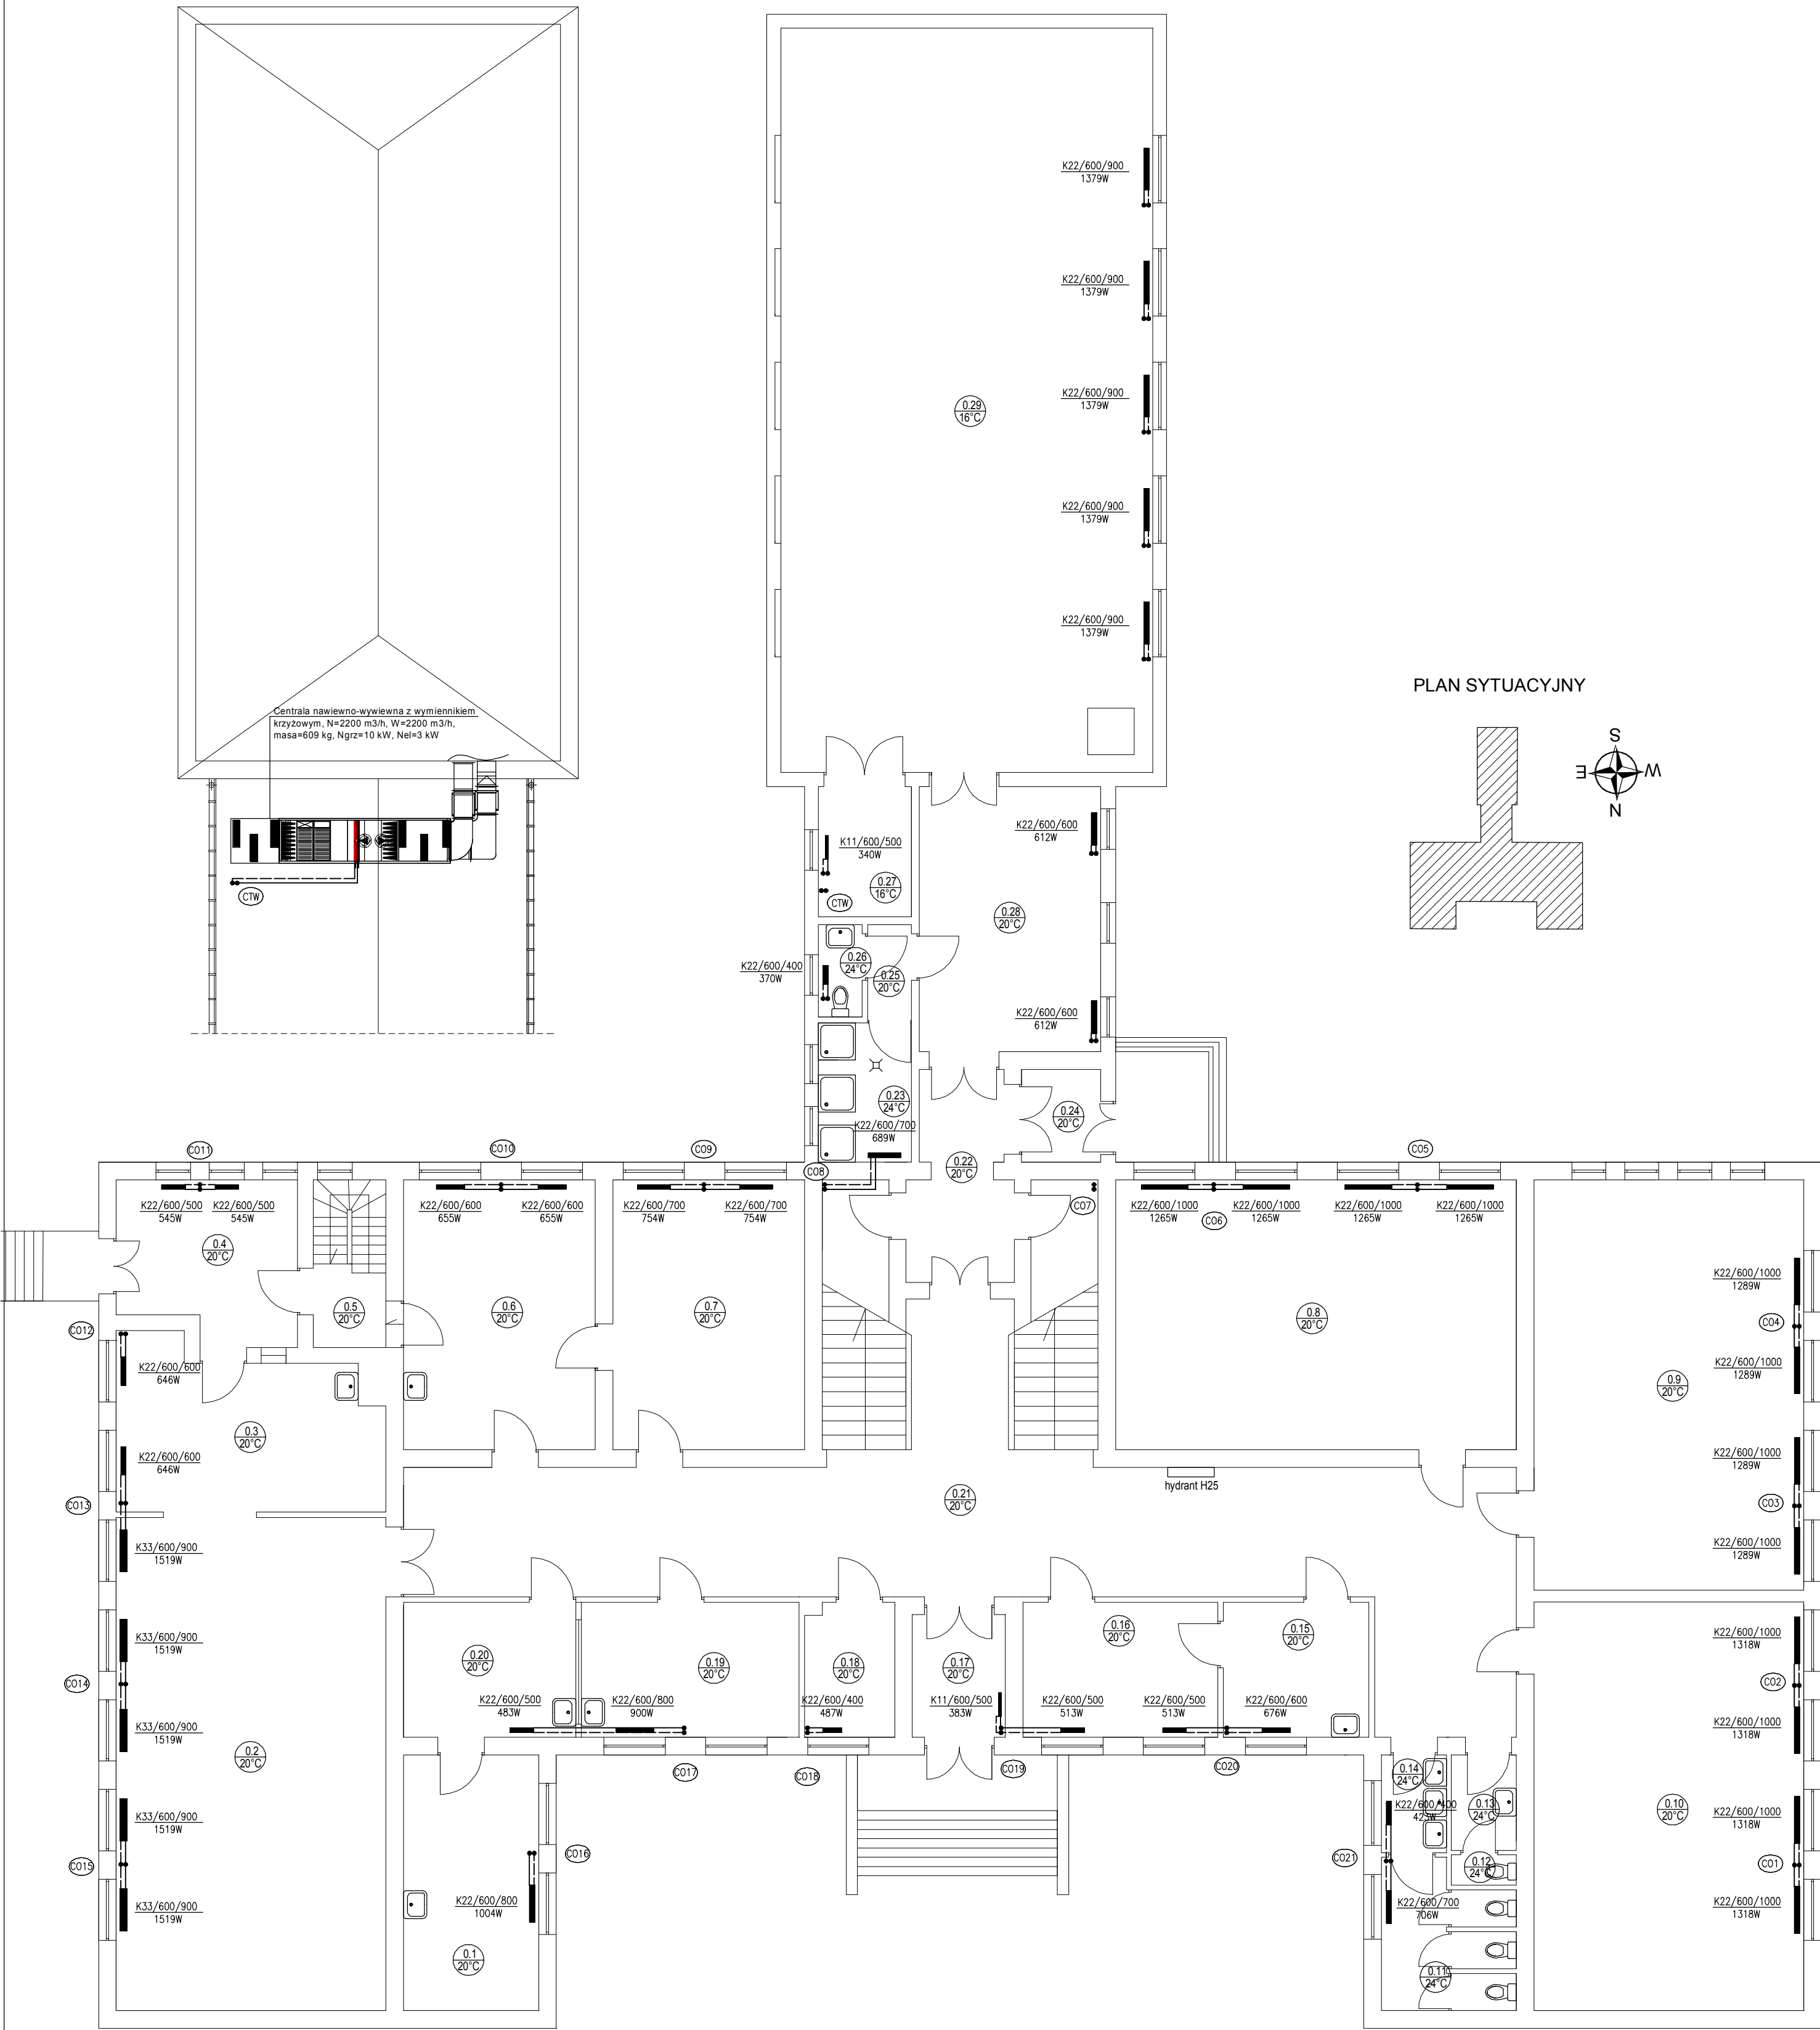 K22/600/900
1379W
K22/600/900
1379W
K22/600/900
1379W
0.29
16°C
K22/600/900
1379W
K22/600/900
1379W
PLAN SYTUACYJNY
S
E
W
N
Centrala nawiewno-wywiewna z wymiennikiem
krzyżowym, N=2200 m3/h, W=2200 m3/h,
masa=609 kg, Ngrz=10 kW, Nel=3 kW
CTW
K11/600/500
340W
0.27
16°C
CTW
K22/600/600
612W
0.28
20°C
K22/600/400
370W
0.26
24°C
0.25
20°C
K22/600/600
612W
0.23
24°C
K22/600/700
689W
0.24
20°C
0.22
20°C
CO11
CO10
CO9
CO8
CO7
CO5
K22/600/500
545W
K22/600/500
545W
K22/600/600
655W
K22/600/600
655W
K22/600/700
754W
K22/600/700
754W
K22/600/1000
1265W
CO6
K22/600/1000
1265W
K22/600/1000
1265W
K22/600/1000
1265W
0.4
20°C
0.5
20°C
0.6
20°C
0.7
20°C
0.8
20°C
K22/600/1000
1289W
CO4
K22/600/1000
1289W
0.9
20°C
CO12
K22/600/600
646W
0.3
20°C
K22/600/600
646W
CO13
K22/600/1000
1289W
CO3
K22/600/1000
1289W
hydrant H25
0.21
20°C
K33/600/900
1519W
K33/600/900
1519W
CO14
K33/600/900
1519W
0.2
20°C
K33/600/900
1519W
CO15
K33/600/900
1519W
0.20
20°C
0.19
20°C
0.18
20°C
0.17
20°C
0.16
20°C
0.15
20°C
K22/600/500
483W
K22/600/800
900W
K22/600/400
487W
K11/600/500
383W
K22/600/500
513W
K22/600/500
513W
K22/600/600
676W
CO17
CO18
CO19
CO20
K22/600/1000
1318W
CO2
K22/600/1000
1318W
0.10
20°C
K22/600/1000
1318W
CO1
K22/600/1000
1318W
0.14
24°C
K22/600/400
423W
0.13
24°C
CO21
0.12
24°C
K22/600/700
706W
0.11
24°C
CO16
K22/600/800
1004W
0.1
20°C